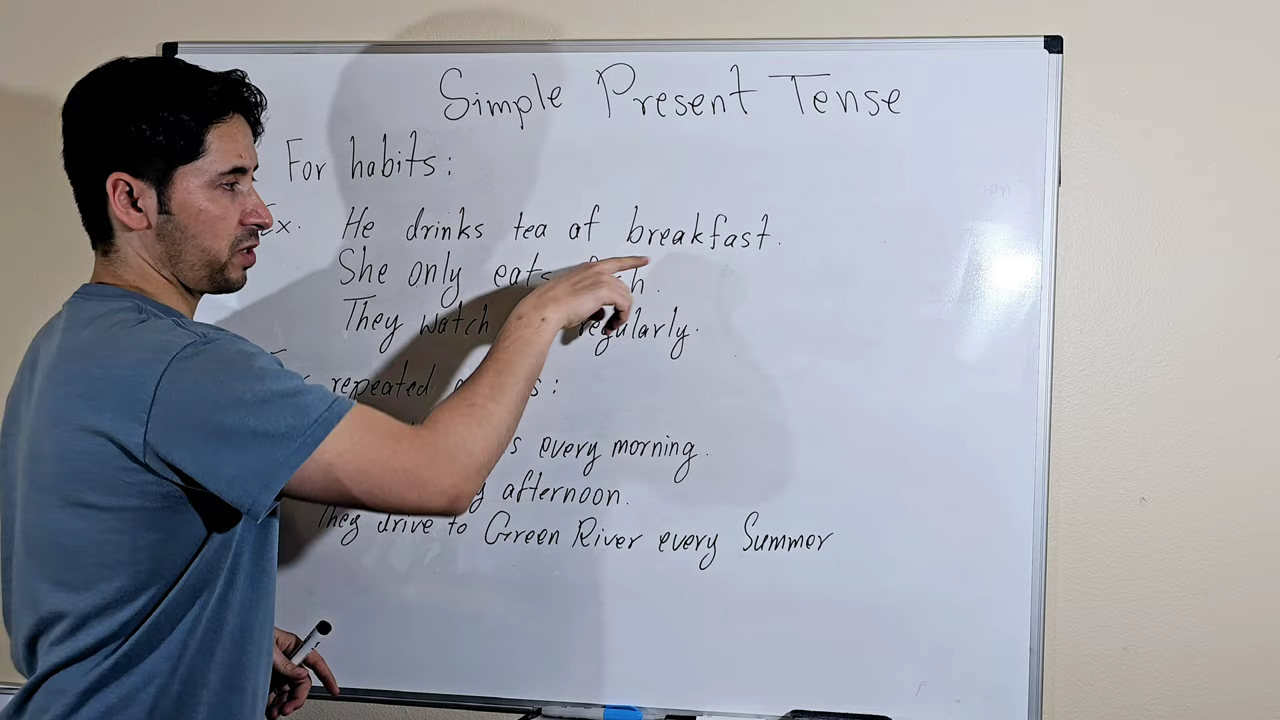 Simple Present Tense
For habits:
Ex. He drinks tea at breakfast.
She only eats
They watch regularly.
repeated
every morning.
afternoon.
They drive to Green River every Summer